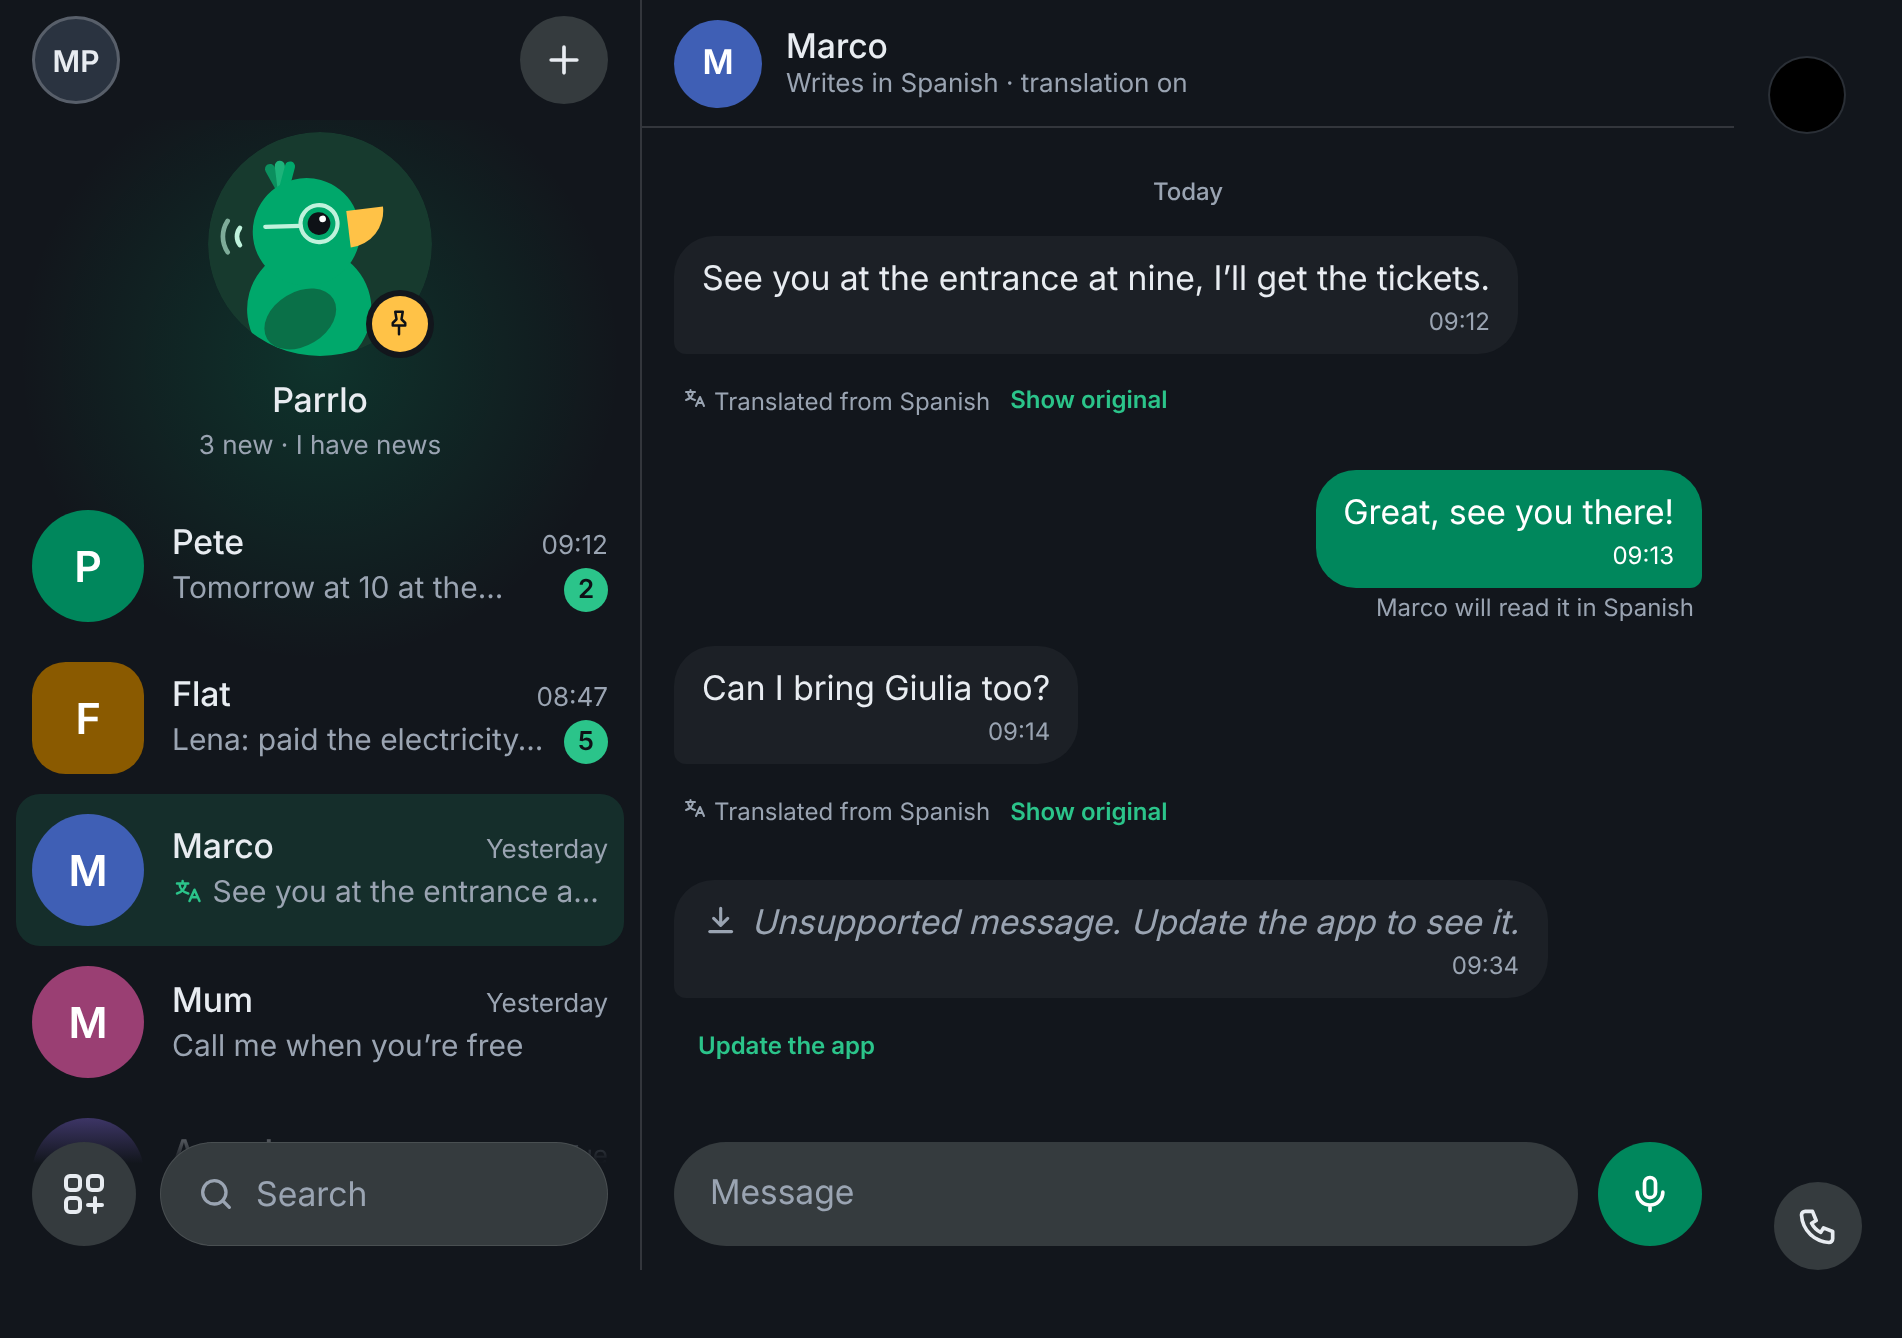 MP
Parrlo
3 new · I have news
P
Pete
09:12
Tomorrow at 10 at the...
2
F
Flat
08:47
Lena: paid the electricity...
5
M
Marco
Yesterday
See you at the entrance a...
M
Mum
Yesterday
Call me when you’re free
Search
M
Marco
Writes in Spanish · translation on
Today
See you at the entrance at nine, I’ll get the tickets.
09:12
Translated from Spanish Show original
Great, see you there!
09:13
Marco will read it in Spanish
Can I bring Giulia too?
09:14
Translated from Spanish Show original
Unsupported message. Update the app to see it.
09:34
Update the app
Message